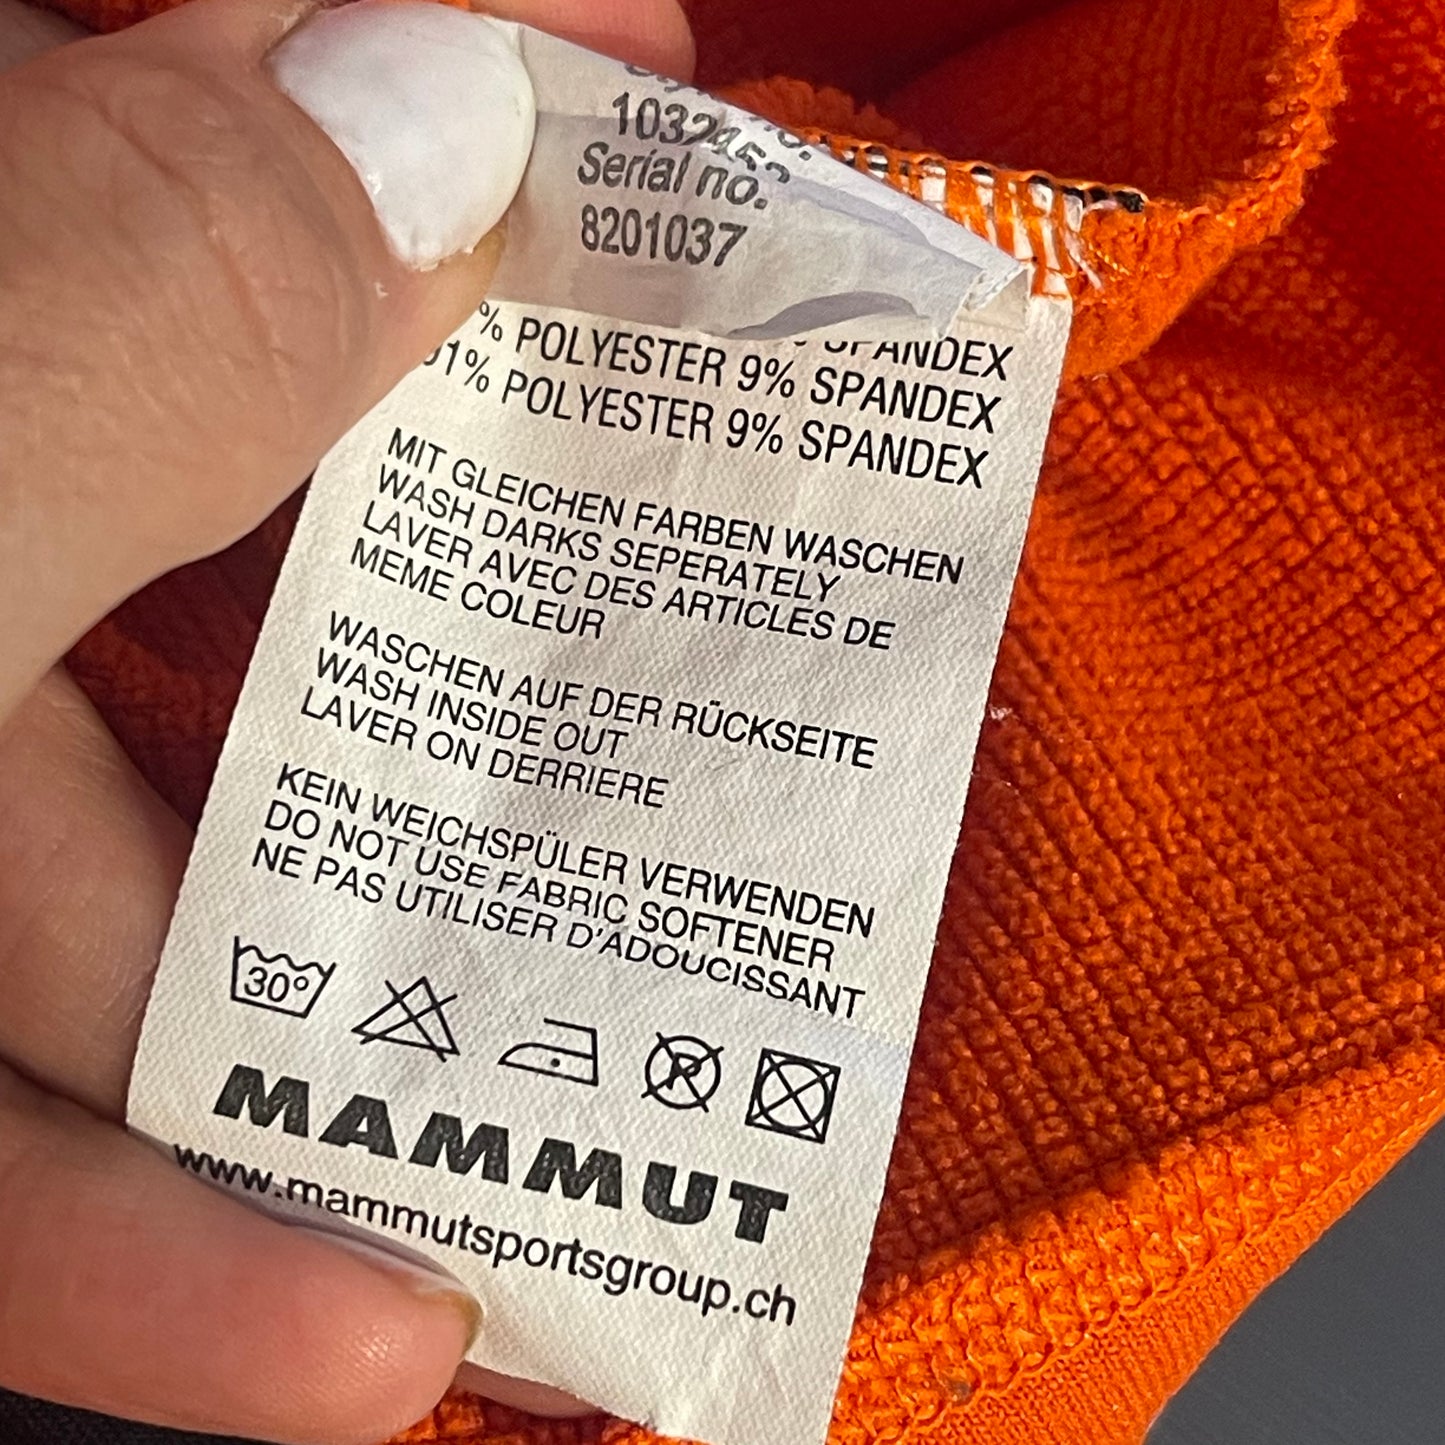 Serial no.
8201037
SPANDEX
% POLYESTER 9% SPANDEX
91% POLYESTER 9% SPANDEX
MIT GLEICHEN FARBEN WASCHEN
WASH DARKS SEPERATELY
LAVER AVEC DES ARTICLES DE
MEME COLEUR
WASCHEN AUF DER RÜCKSEITE
WASH INSIDE OUT
LAVER ON DERRIERE
KEIN WEICHSPÜLER VERWENDEN
DO NOT USE FABRIC SOFTENER
NE PAS UTILISER D'ADOUCISSANT
30°
P
MAMMUT
www.mammutsportsgroup.ch